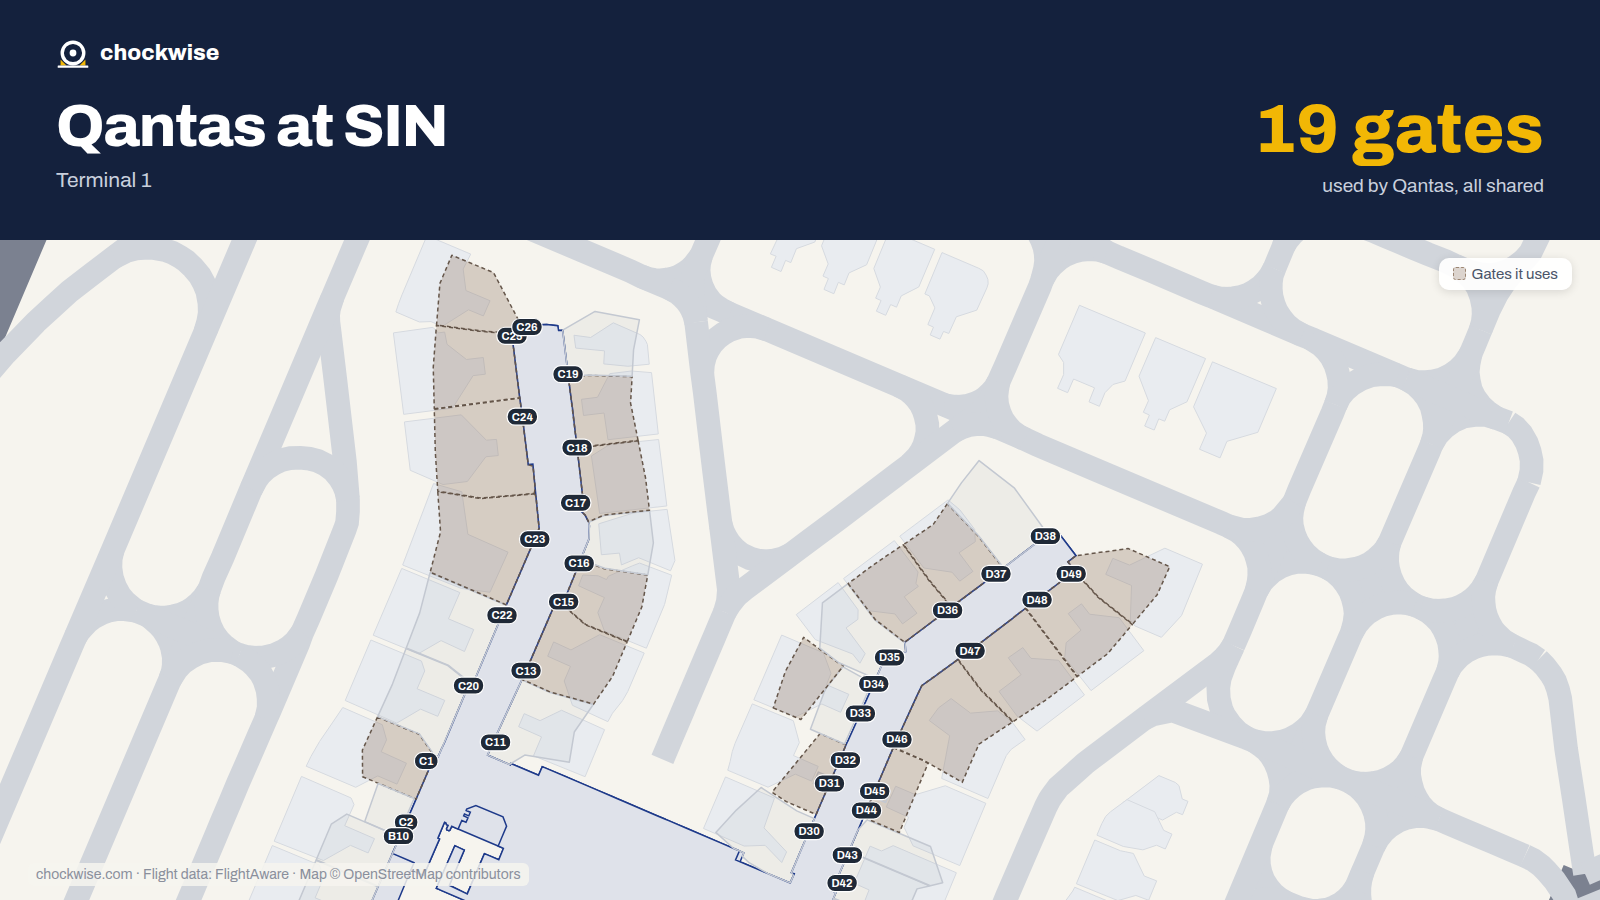 chockwise
Qantas at SIN
Terminal 1
19 gates
used by Qantas, all shared
Gates it uses
C26
C25
C19
C24
C18
C17
C23
C16
C15
C22
C13
C20
C11
C1
C2
B10
D38
D37
D49
D48
D36
D47
D35
D34
D33
D46
D32
D31
D45
D44
D30
D43
D42
chockwise.com · Flight data: FlightAware · Map © OpenStreetMap contributors